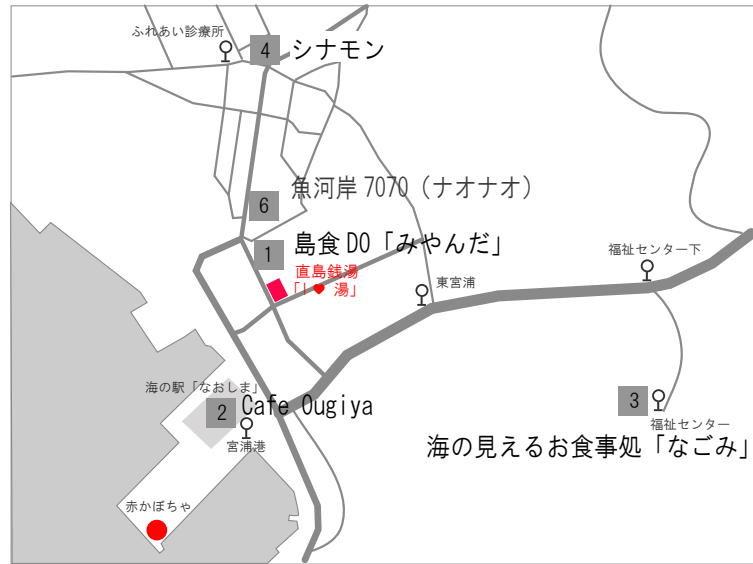 ふれあい診療所
4 シナモン
6 魚河岸 7070（ナオナオ）
1 島食 DO「みやんだ」
直島銭湯
「I ♥ 湯」
福祉センター下
東宮浦
海の駅「なおしま」
2 Cafe Ougiya
宮浦港
3
福祉センター
海の見えるお食事処「なごみ」
赤かぼちゃ